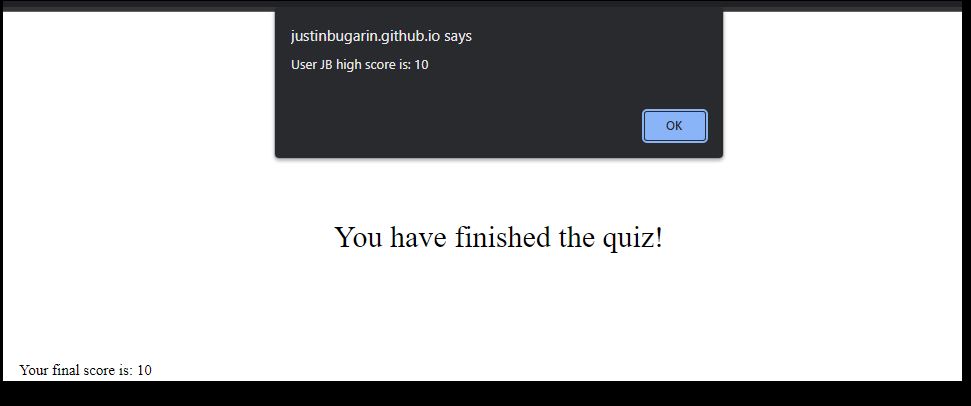 justinbugarin.github.io says
User JB high score is: 10
OK
You have finished the quiz!
Your final score is: 10